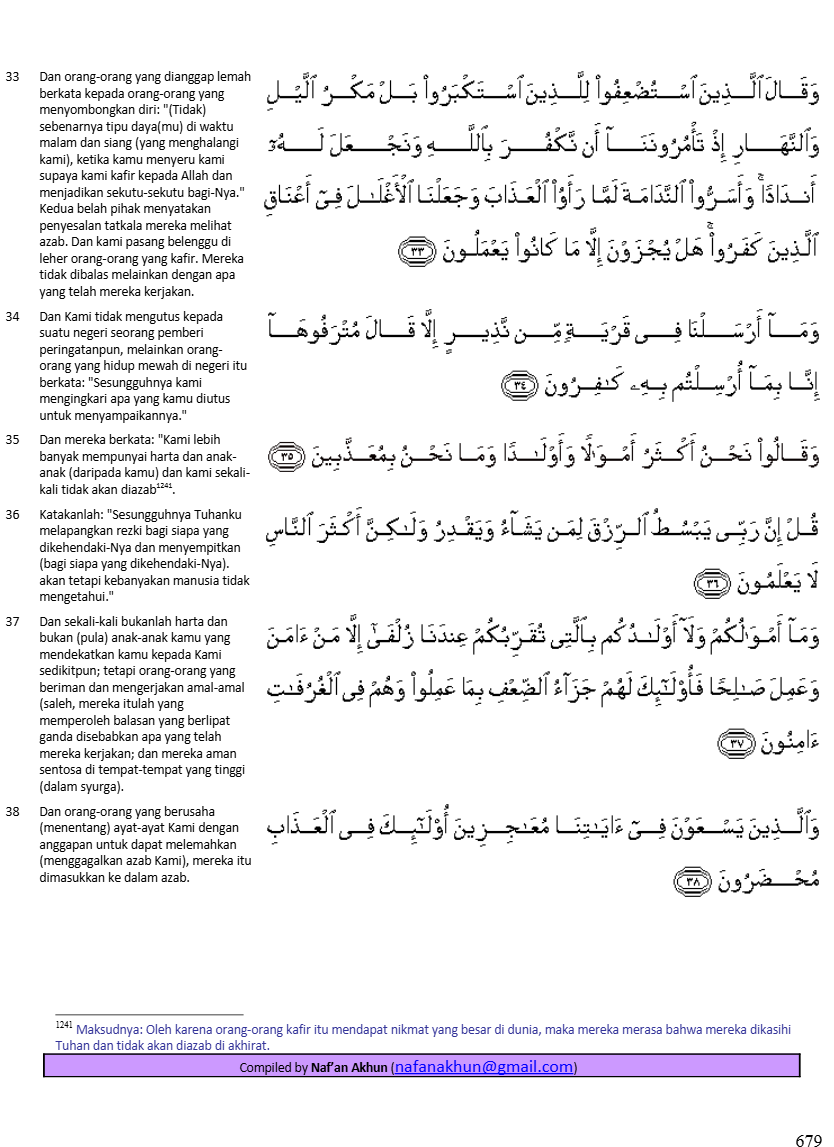 33 Dan orang-orang yang dianggap lemah
berkata kepada orang-orang yang
menyombongkan diri: "(Tidak)
sebenarnya tipu daya(mu) di waktu
malam dan siang (yang menghalangi
kami), ketika kamu menyeru kami
supaya kami kafir kepada Allah dan
menjadikan sekutu-sekutu bagi-Nya."
Kedua belah pihak menyatakan
penyesalan tatkala mereka melihat
azab. Dan kami pasang belenggu di
leher orang-orang yang kafir. Mereka
tidak dibalas melainkan dengan apa
yang telah mereka kerjakan.
وَقَالَ ٱلَّذِينَ ٱسْتُضْعِفُوا۟ لِلَّذِينَ ٱسْتَكْبَرُوا۟ بَلْ مَكْرُ ٱلَّيْلِ
وَٱلنَّهَارِ إِذْ تَأْمُرُونَنَآ أَن نَّكْفُرَ بِٱللَّهِ وَنَجْعَلَ لَهُۥٓ
أَندَادًا ۚ وَأَسَرُّوا۟ ٱلنَّدَامَةَ لَمَّا رَأَوُا۟ ٱلْعَذَابَ وَجَعَلْنَا ٱلْأَغْلَـٰلَ فِىٓ أَعْنَاقِ
ٱلَّذِينَ كَفَرُوا۟ ۚ هَلْ يُجْزَوْنَ إِلَّا مَا كَانُوا۟ يَعْمَلُونَ ٣٣
34 Dan Kami tidak mengutus kepada
suatu negeri seorang pemberi
peringatanpun, melainkan orang-
orang yang hidup mewah di negeri itu
berkata: "Sesungguhnya kami
mengingkari apa yang kamu diutus
untuk menyampaikannya."
وَمَآ أَرْسَلْنَا فِى قَرْيَةٍ مِّن نَّذِيرٍ إِلَّا قَالَ مُتْرَفُوهَآ
إِنَّا بِمَآ أُرْسِلْتُم بِهِۦ كَـٰفِرُونَ ٣٤
35 Dan mereka berkata: "Kami lebih
banyak mempunyai harta dan anak-
anak (daripada kamu) dan kami sekali-
kali tidak akan diazab¹²⁴¹.
وَقَالُوا۟ نَحْنُ أَكْثَرُ أَمْوَٰلًا وَأَوْلَـٰدًا وَمَا نَحْنُ بِمُعَذَّبِينَ ٣٥
36 Katakanlah: "Sesungguhnya Tuhanku
melapangkan rezki bagi siapa yang
dikehendaki-Nya dan menyempitkan
(bagi siapa yang dikehendaki-Nya).
akan tetapi kebanyakan manusia tidak
mengetahui."
قُلْ إِنَّ رَبِّى يَبْسُطُ ٱلرِّزْقَ لِمَن يَشَآءُ وَيَقْدِرُ وَلَـٰكِنَّ أَكْثَرَ ٱلنَّاسِ
لَا يَعْلَمُونَ ٣٦
37 Dan sekali-kali bukanlah harta dan
bukan (pula) anak-anak kamu yang
mendekatkan kamu kepada Kami
sedikitpun; tetapi orang-orang yang
beriman dan mengerjakan amal-amal
(saleh, mereka itulah yang
memperoleh balasan yang berlipat
ganda disebabkan apa yang telah
mereka kerjakan; dan mereka aman
sentosa di tempat-tempat yang tinggi
(dalam syurga).
وَمَآ أَمْوَٰلُكُمْ وَلَآ أَوْلَـٰدُكُم بِٱلَّتِى تُقَرِّبُكُمْ عِندَنَا زُلْفَىٰٓ إِلَّا مَنْ ءَامَنَ
وَعَمِلَ صَـٰلِحًا فَأُو۟لَـٰٓئِكَ لَهُمْ جَزَآءُ ٱلضِّعْفِ بِمَا عَمِلُوا۟ وَهُمْ فِى ٱلْغُرُفَـٰتِ
ءَامِنُونَ ٣٧
38 Dan orang-orang yang berusaha
(menentang) ayat-ayat Kami dengan
anggapan untuk dapat melemahkan
(menggagalkan azab Kami), mereka itu
dimasukkan ke dalam azab.
وَٱلَّذِينَ يَسْعَوْنَ فِىٓ ءَايَـٰتِنَا مُعَـٰجِزِينَ أُو۟لَـٰٓئِكَ فِى ٱلْعَذَابِ
مُحْضَرُونَ ٣٨
¹²⁴¹ Maksudnya: Oleh karena orang-orang kafir itu mendapat nikmat yang besar di dunia, maka mereka merasa bahwa mereka dikasihi
Tuhan dan tidak akan diazab di akhirat.
Compiled by Naf'an Akhun (nafanakhun@gmail.com)
679